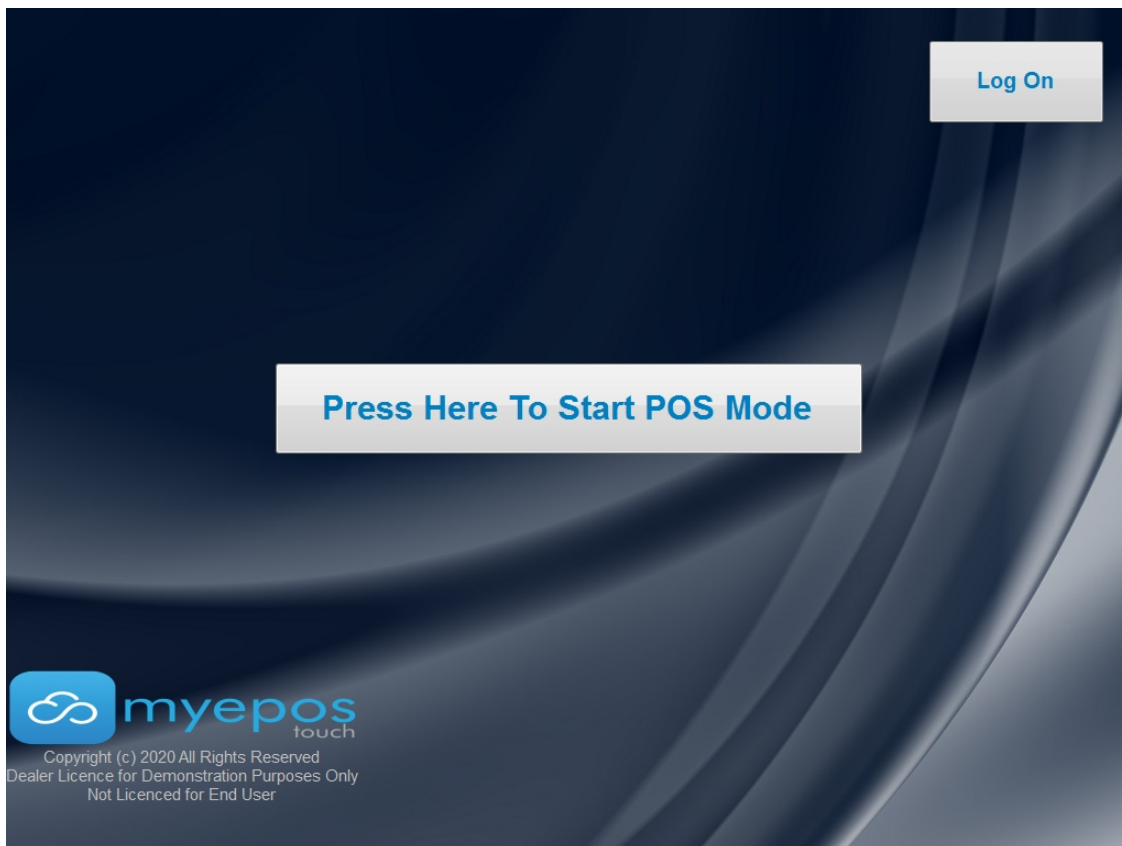 Log On
Press Here To Start POS Mode
myepos
touch
Copyright (c) 2020 All Rights Reserved
Dealer Licence for Demonstration Purposes Only
Not Licenced for End User